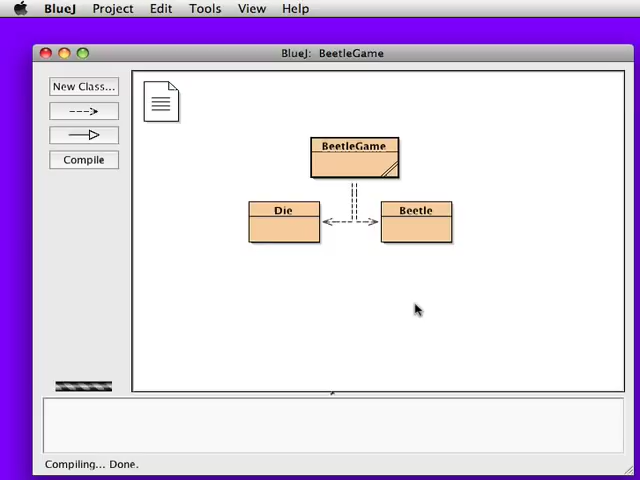 BlueJ Project Edit Tools View Help
BlueJ: BeetleGame
New Class...
Compile
BeetleGame
Die
Beetle
Compiling... Done.